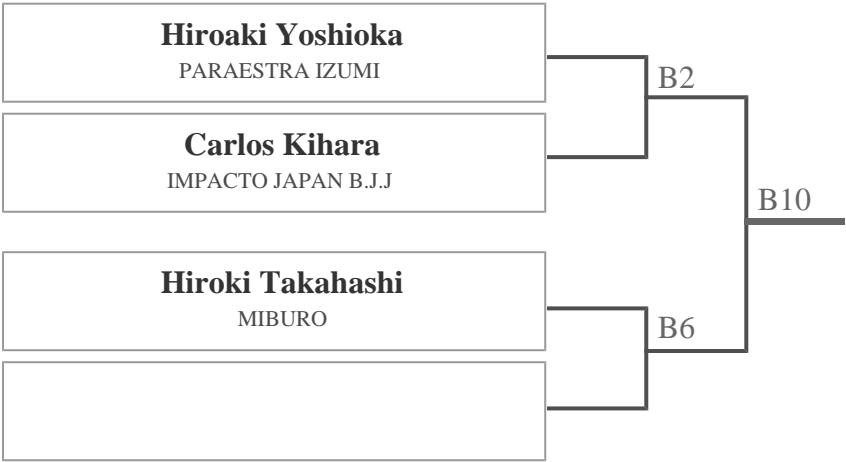 Hiroaki Yoshioka
PARAESTRA IZUMI
B2
Carlos Kihara
IMPACTO JAPAN B.J.J
B10
Hiroki Takahashi
MIBURO
B6